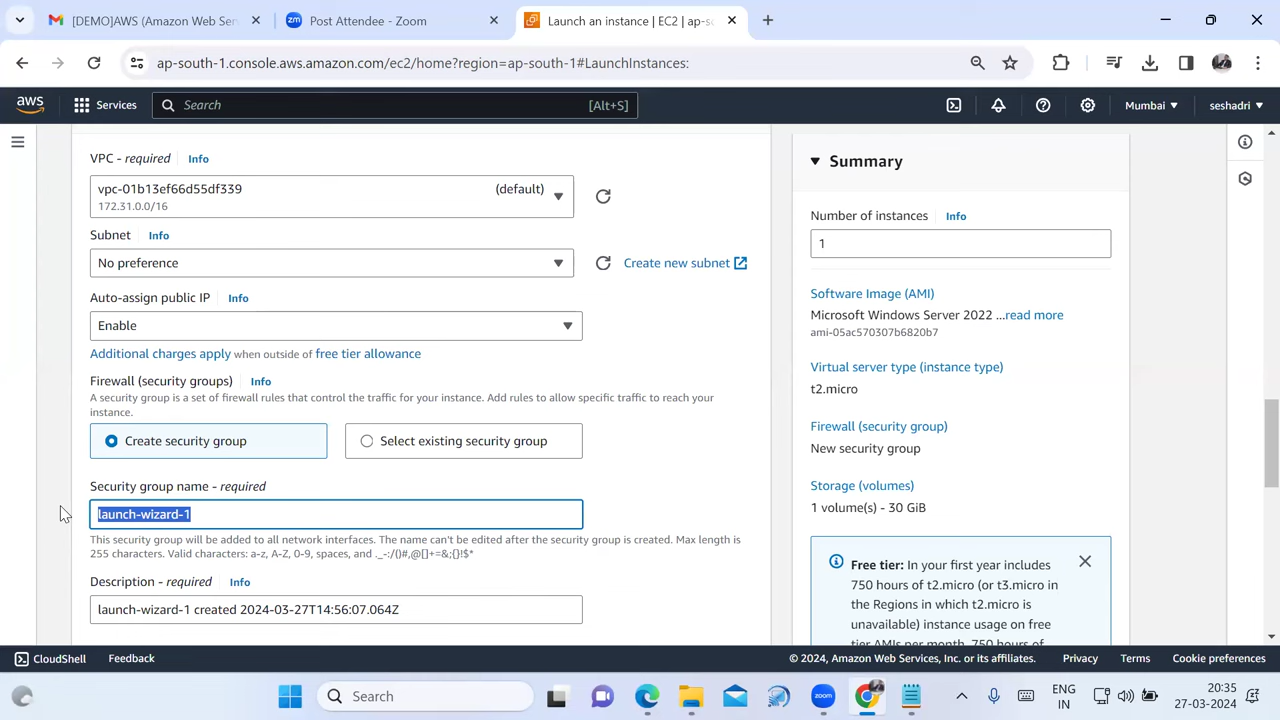 [DEMO]AWS (Amazon Web Ser
Post Attendee - Zoom
Launch an instance | EC2 | ap-so
ap-south-1.console.aws.amazon.com/ec2/home?region=ap-south-1#LaunchInstances:
aws
Services
Search
[Alt+S]
Mumbai
seshadri
VPC - required
Info
vpc-01b13ef66d55df339
(default)
172.31.0.0/16
Subnet
Info
No preference
Create new subnet
Auto-assign public IP
Info
Enable
Additional charges apply when outside of free tier allowance
Firewall (security groups)
Info
A security group is a set of firewall rules that control the traffic for your instance. Add rules to allow specific traffic to reach your
instance.
Create security group
Select existing security group
Security group name - required
launch-wizard-1
This security group will be added to all network interfaces. The name can't be edited after the security group is created. Max length is
255 characters. Valid characters: a-z, A-Z, 0-9, spaces, and ._-:/()#,@[]+=&;{}!$*
Description - required
Info
launch-wizard-1 created 2024-03-27T14:56:07.064Z
Summary
Number of instances
Info
1
Software Image (AMI)
Microsoft Windows Server 2022 ...read more
ami-05ac570307b6820b7
Virtual server type (instance type)
t2.micro
Firewall (security group)
New security group
Storage (volumes)
1 volume(s) - 30 GiB
Free tier: In your first year includes
750 hours of t2.micro (or t3.micro in
the Regions in which t2.micro is
unavailable) instance usage on free
tier AMIs per month, 750 hours of
CloudShell
Feedback
© 2024, Amazon Web Services, Inc. or its affiliates.
Privacy
Terms
Cookie preferences
Search
zoom
ENG
IN
20:35
27-03-2024